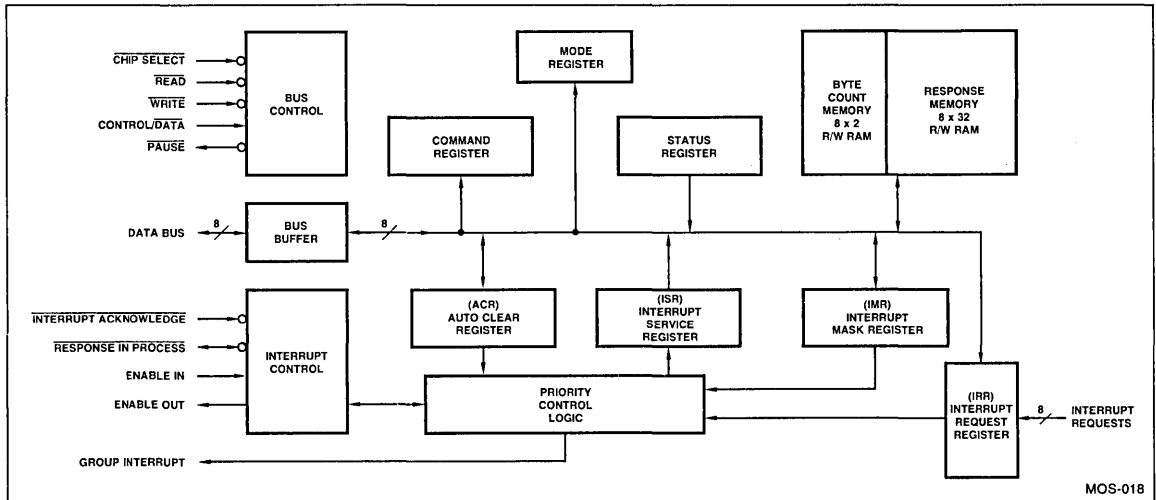 CHIP SELECT
READ
WRITE
CONTROL/DATA
PAUSE
BUS
CONTROL
MODE
REGISTER
COMMAND
REGISTER
STATUS
REGISTER
BYTE
COUNT
MEMORY
8 x 2
R/W RAM
RESPONSE
MEMORY
8 x 32
R/W RAM
DATA BUS
8
BUS
BUFFER
8
INTERRUPT ACKNOWLEDGE
RESPONSE IN PROCESS
ENABLE IN
ENABLE OUT
INTERRUPT
CONTROL
(ACR)
AUTO CLEAR
REGISTER
(ISR)
INTERRUPT
SERVICE
REGISTER
(IMR)
INTERRUPT
MASK REGISTER
PRIORITY
CONTROL
LOGIC
(IRR)
INTERRUPT
REQUEST
REGISTER
8
INTERRUPT
REQUESTS
GROUP INTERRUPT
MOS-018